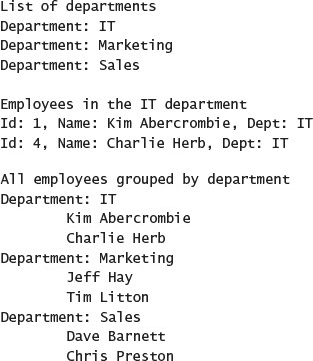 List of departments
Department: IT
Department: Marketing
Department: Sales
Employees in the IT department
Id: 1, Name: Kim Abercrombie, Dept: IT
Id: 4, Name: Charlie Herb, Dept: IT
All employees grouped by department
Department: IT
Kim Abercrombie
Charlie Herb
Department: Marketing
Jeff Hay
Tim Litton
Department: Sales
Dave Barnett
Chris Preston